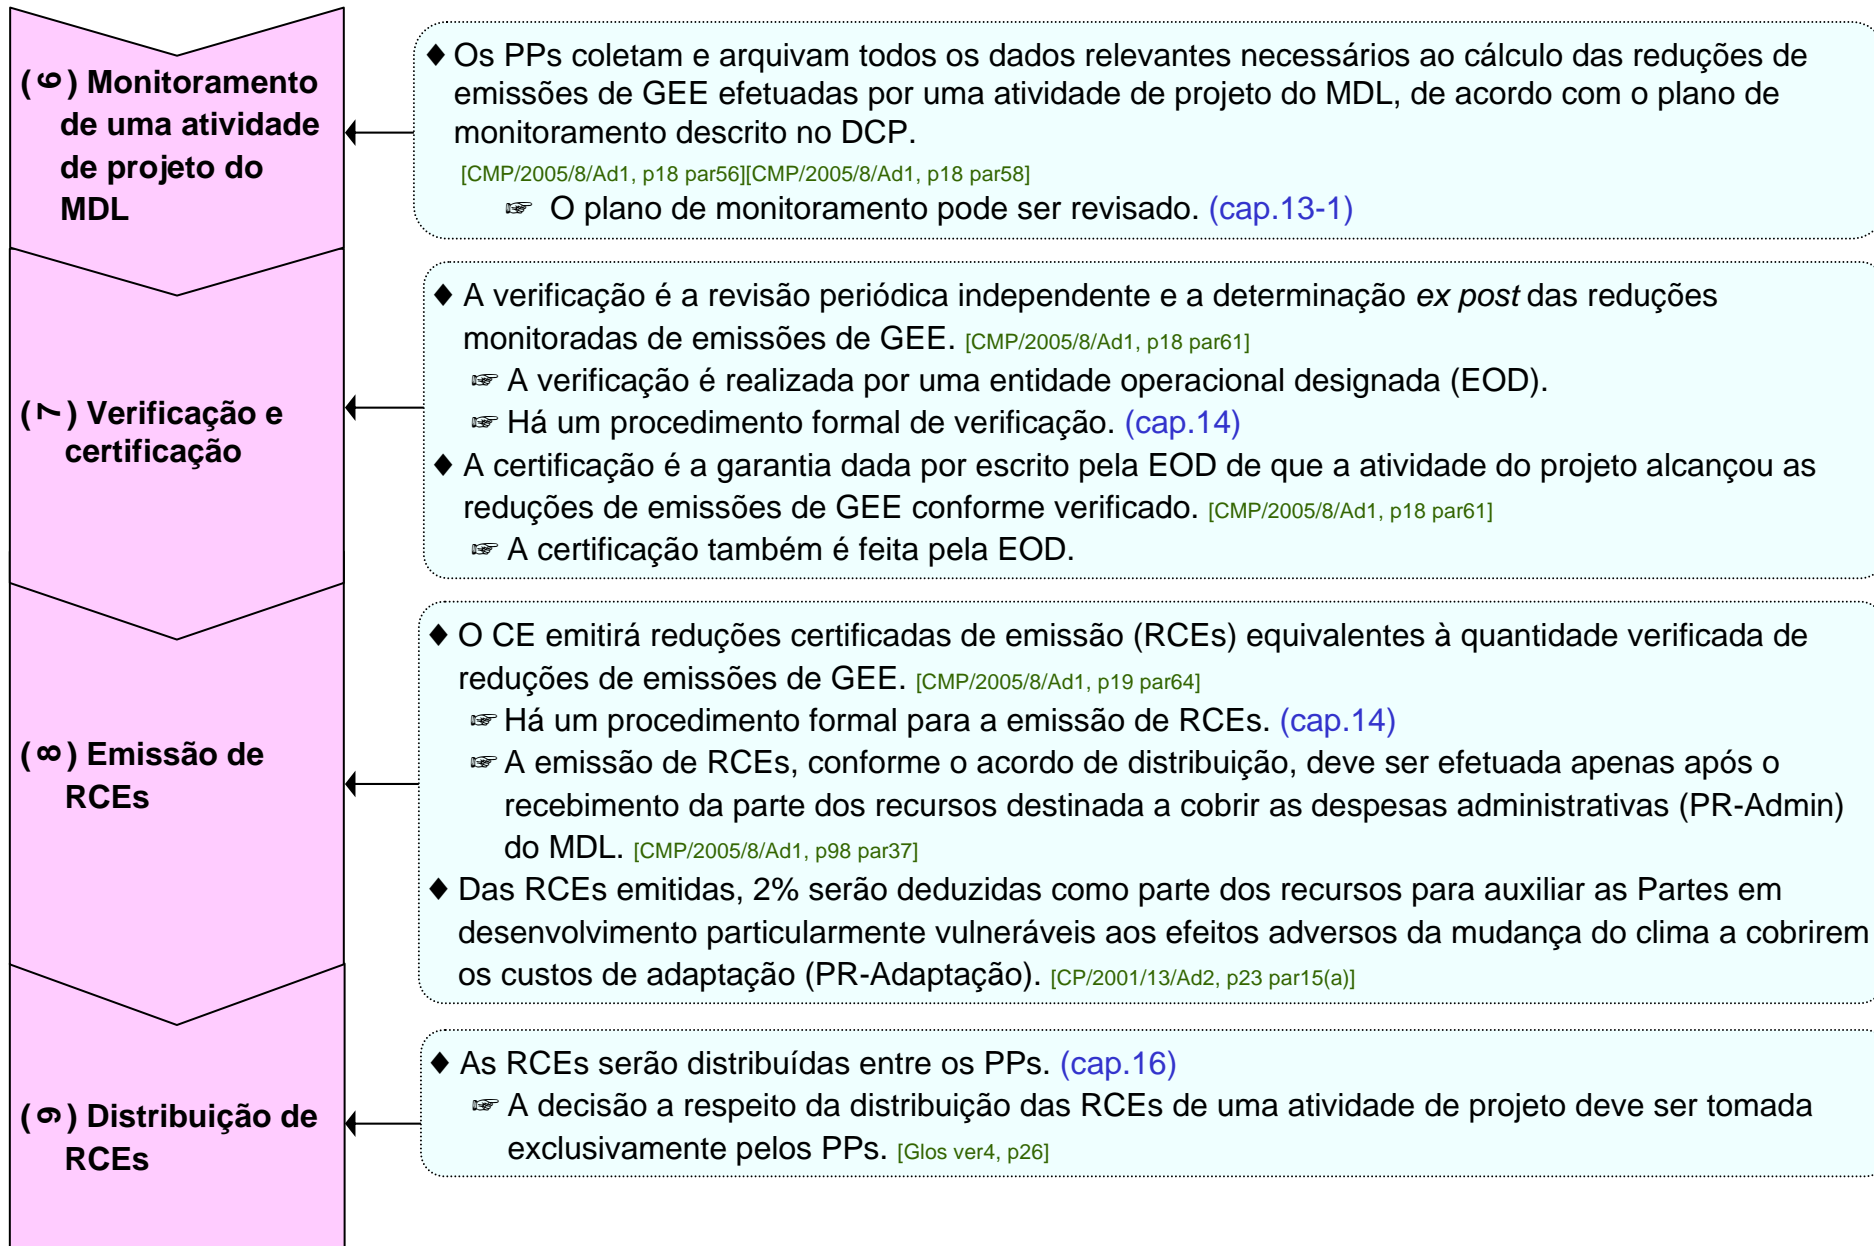 (6) Monitoramento
de uma atividade
de projeto do
MDL
♦ Os PPs coletam e arquivam todos os dados relevantes necessários ao cálculo das reduções de
emissões de GEE efetuadas por uma atividade de projeto do MDL, de acordo com o plano de
monitoramento descrito no DCP.
[CMP/2005/8/Ad1, p18 par56][CMP/2005/8/Ad1, p18 par58]
☞ O plano de monitoramento pode ser revisado. (cap.13-1)
(7) Verificação e
certificação
♦ A verificação é a revisão periódica independente e a determinação ex post das reduções
monitoradas de emissões de GEE. [CMP/2005/8/Ad1, p18 par61]
☞ A verificação é realizada por uma entidade operacional designada (EOD).
☞ Há um procedimento formal de verificação. (cap.14)
♦ A certificação é a garantia dada por escrito pela EOD de que a atividade do projeto alcançou as
reduções de emissões de GEE conforme verificado. [CMP/2005/8/Ad1, p18 par61]
☞ A certificação também é feita pela EOD.
(8) Emissão de
RCEs
♦ O CE emitirá reduções certificadas de emissão (RCEs) equivalentes à quantidade verificada de
reduções de emissões de GEE. [CMP/2005/8/Ad1, p19 par64]
☞ Há um procedimento formal para a emissão de RCEs. (cap.14)
☞ A emissão de RCEs, conforme o acordo de distribuição, deve ser efetuada apenas após o
recebimento da parte dos recursos destinada a cobrir as despesas administrativas (PR-Admin)
do MDL. [CMP/2005/8/Ad1, p98 par37]
♦ Das RCEs emitidas, 2% serão deduzidas como parte dos recursos para auxiliar as Partes em
desenvolvimento particularmente vulneráveis aos efeitos adversos da mudança do clima a cobrirem
os custos de adaptação (PR-Adaptação). [CP/2001/13/Ad2, p23 par15(a)]
(9) Distribuição de
RCEs
♦ As RCEs serão distribuídas entre os PPs. (cap.16)
☞ A decisão a respeito da distribuição das RCEs de uma atividade de projeto deve ser tomada
exclusivamente pelos PPs. [Glos ver4, p26]